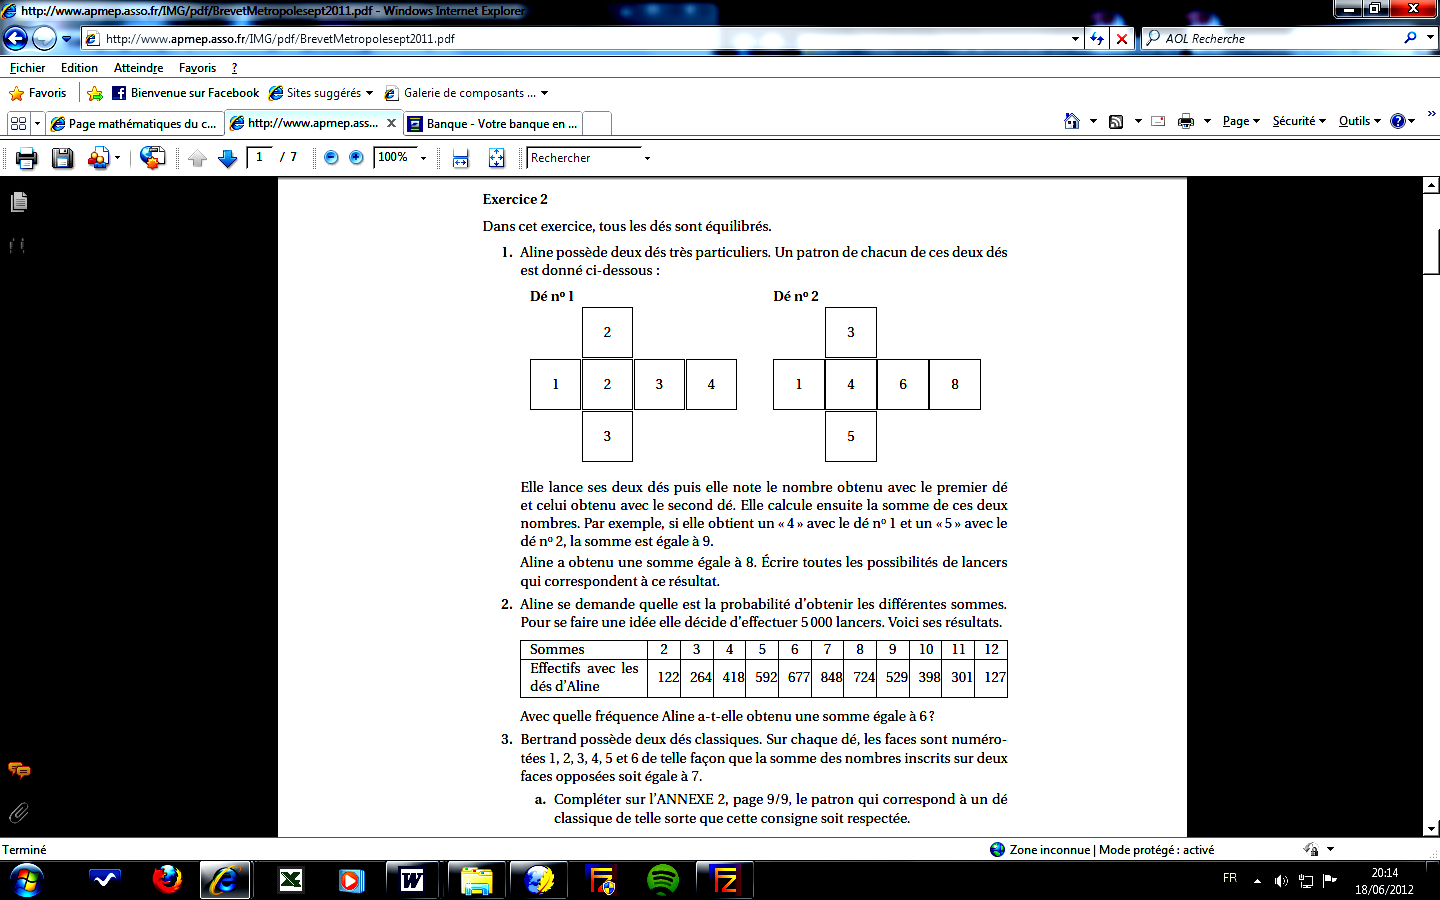 http://www.apmep.asso.fr/IMG/pdf/BrevetMetropolesept2011.pdf - Windows Internet Explorer
http://www.apmep.asso.fr/IMG/pdf/BrevetMetropolesept2011.pdf
AOL Recherche
Fichier Edition Atteindre Favoris ?
Favoris Bienvenue sur Facebook Sites suggérés Galerie de composants ...
Page mathématiques du c... http://www.apmep.ass... X Banque - Votre banque en ... Page Sécurité Outils »
1 / 7 100% Rechercher
Exercice 2
Dans cet exercice, tous les dés sont équilibrés.
1. Aline possède deux dés très particuliers. Un patron de chacun de ces deux dés
est donné ci-dessous :
Dé nº 1 Dé nº 2
2 3
1 2 3 4 1 4 6 8
3 5
Elle lance ses deux dés puis elle note le nombre obtenu avec le premier dé
et celui obtenu avec le second dé. Elle calcule ensuite la somme de ces deux
nombres. Par exemple, si elle obtient un « 4 » avec le dé nº 1 et un « 5 » avec le
dé nº 2, la somme est égale à 9.
Aline a obtenu une somme égale à 8. Écrire toutes les possibilités de lancers
qui correspondent à ce résultat.
2. Aline se demande quelle est la probabilité d'obtenir les différentes sommes.
Pour se faire une idée elle décide d'effectuer 5 000 lancers. Voici ses résultats.
Sommes 2 3 4 5 6 7 8 9 10 11 12
Effectifs avec les
dés d'Aline 122 264 418 592 677 848 724 529 398 301 127
Avec quelle fréquence Aline a-t-elle obtenu une somme égale à 6 ?
3. Bertrand possède deux dés classiques. Sur chaque dé, les faces sont numéro-
tées 1, 2, 3, 4, 5 et 6 de telle façon que la somme des nombres inscrits sur deux
faces opposées soit égale à 7.
a. Compléter sur l'ANNEXE 2, page 9/9, le patron qui correspond à un dé
classique de telle sorte que cette consigne soit respectée.
Terminé Zone inconnue | Mode protégé : activé
FR 20:14
18/06/2012